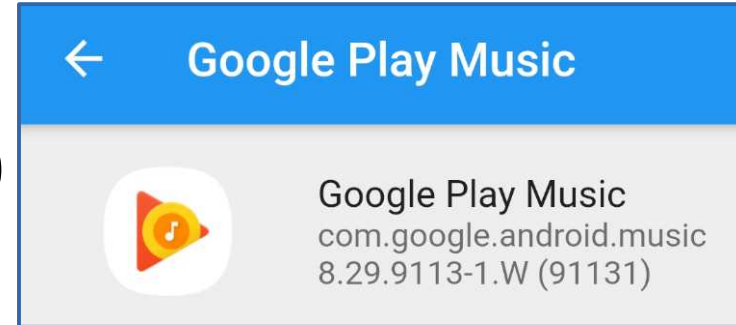 ← Google Play Music
)
Google Play Music
com.google.android.music
8.29.9113-1.W (91131)